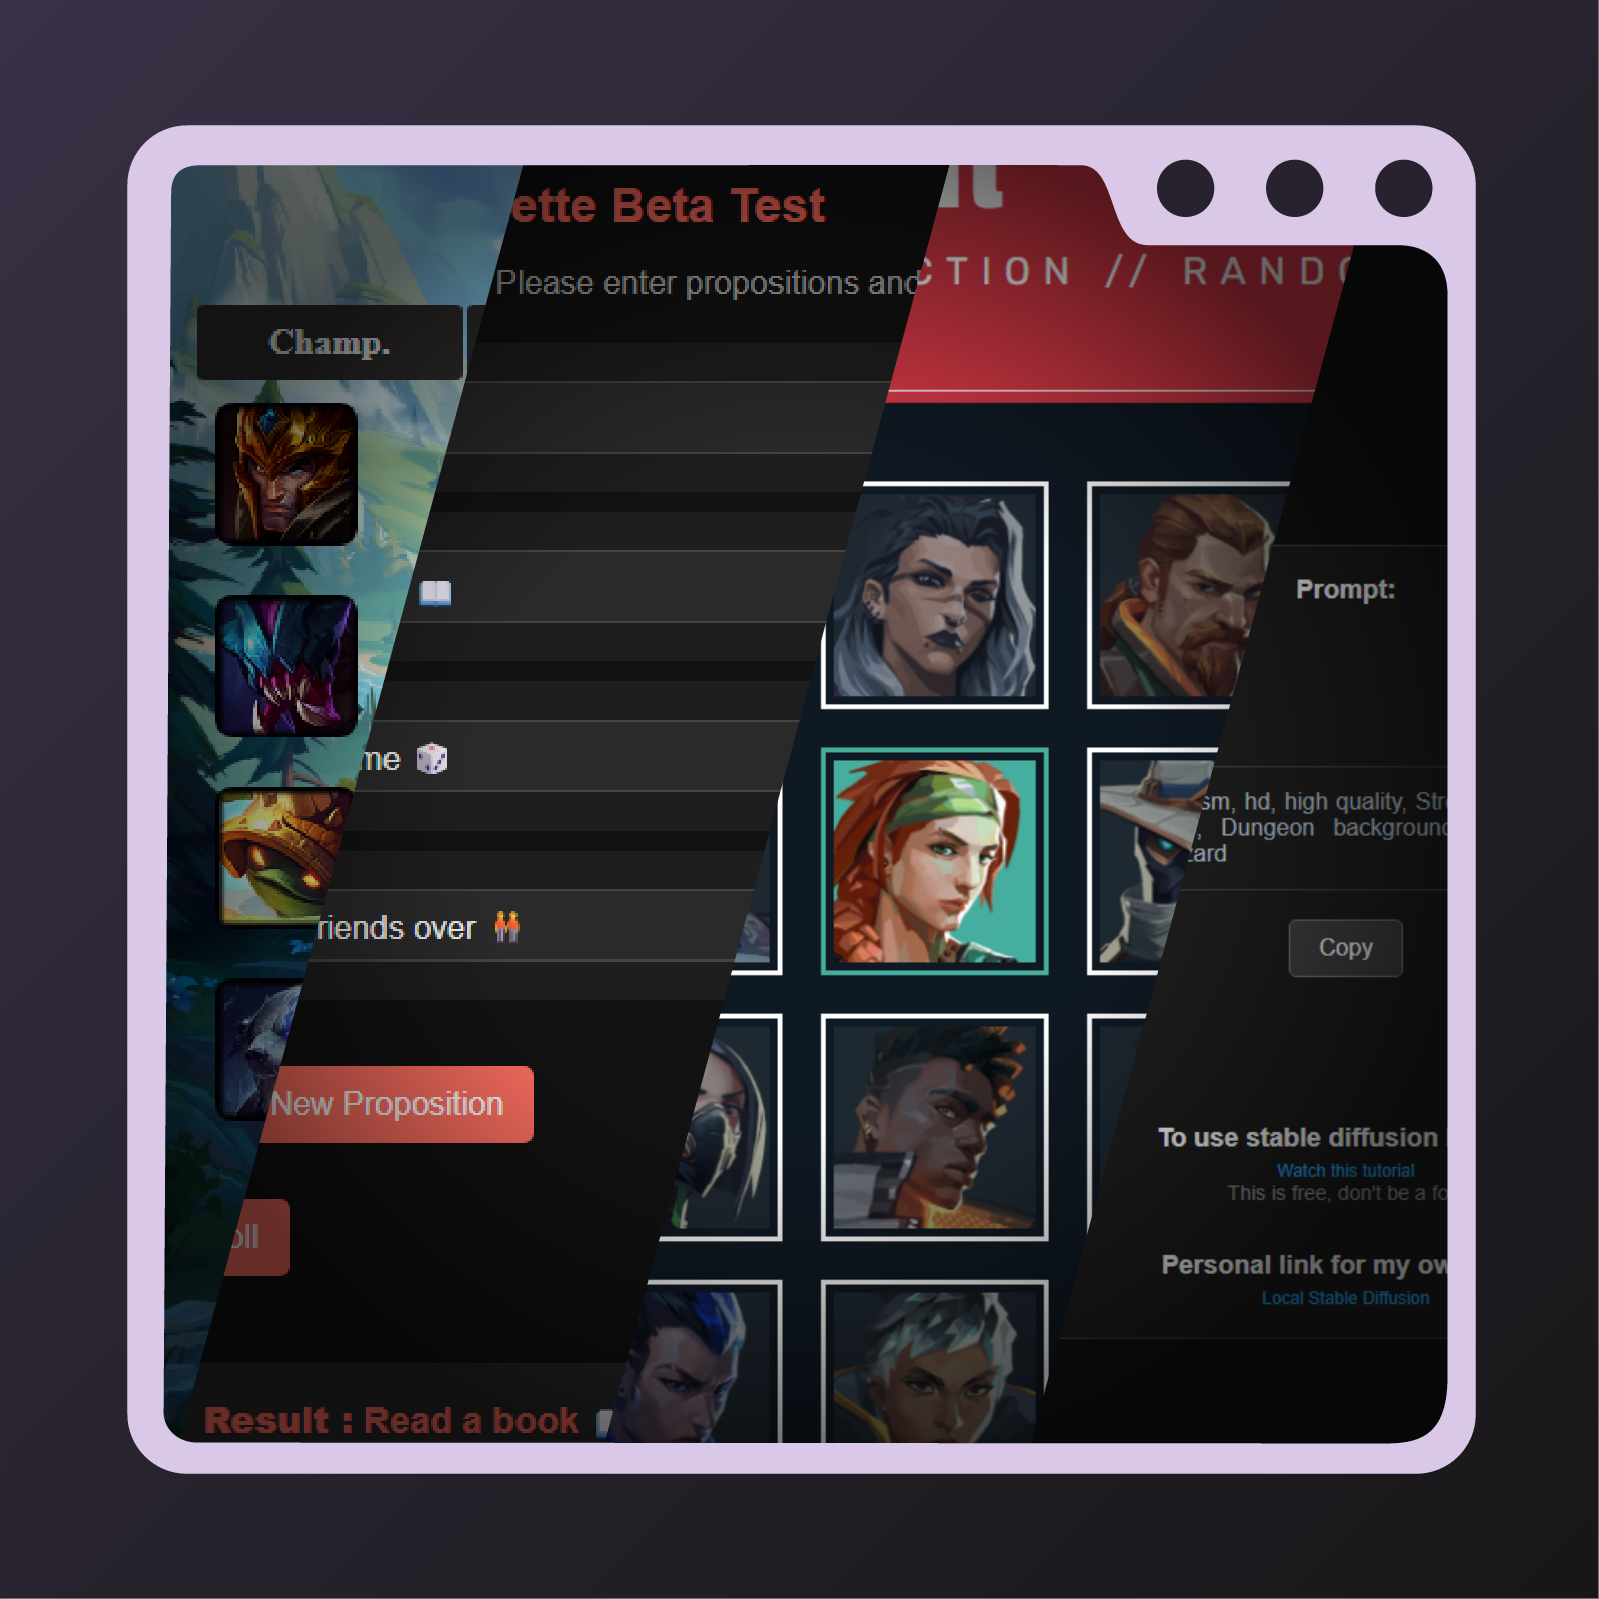 Champ.
ette Beta Test
Please enter propositions and
me
riends over
New Proposition
oll
Result : Read a book
CTION // RANDO
Prompt:
sm, hd, high quality, Str
, Dungeon background
zard
Copy
To use stable diffusion
Watch this tutorial
This is free, don't be a fo
Personal link for my ow
Local Stable Diffusion